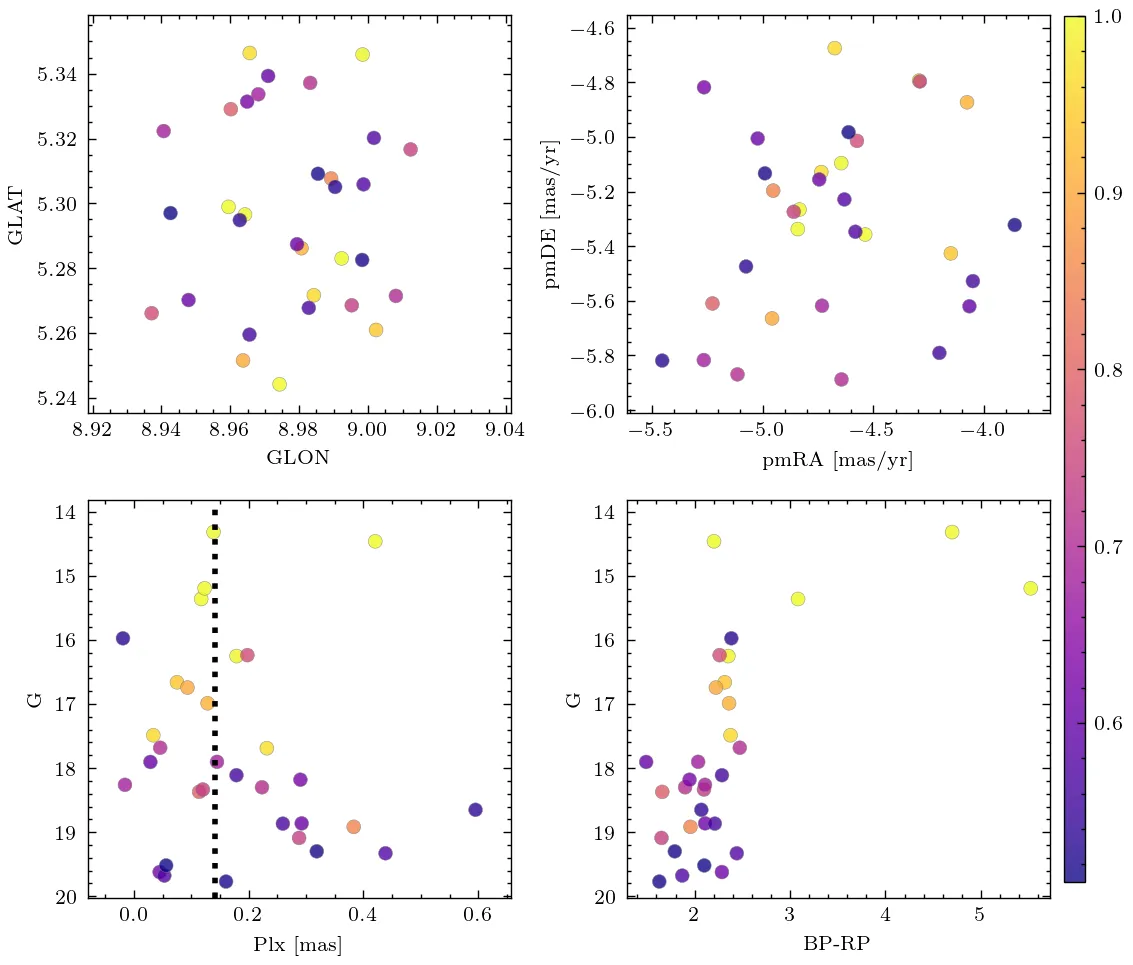 5.34
5.32
5.30
5.28
5.26
5.24
GLAT
8.92 8.94 8.96 8.98 9.00 9.02 9.04
GLON
−4.6
−4.8
−5.0
−5.2
−5.4
−5.6
−5.8
−6.0
pmDE [mas/yr]
−5.5 −5.0 −4.5 −4.0
pmRA [mas/yr]
1.0
0.9
0.8
0.7
0.6
14
15
16
17
18
19
20
G
0.0 0.2 0.4 0.6
Plx [mas]
14
15
16
17
18
19
20
G
2 3 4 5
BP-RP